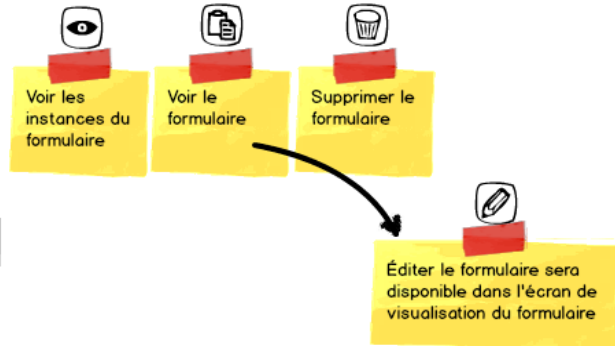 Voir les
instances du
formulaire
Voir le
formulaire
Supprimer le
formulaire
Éditer le formulaire sera
disponible dans l'écran de
visualisation du formulaire